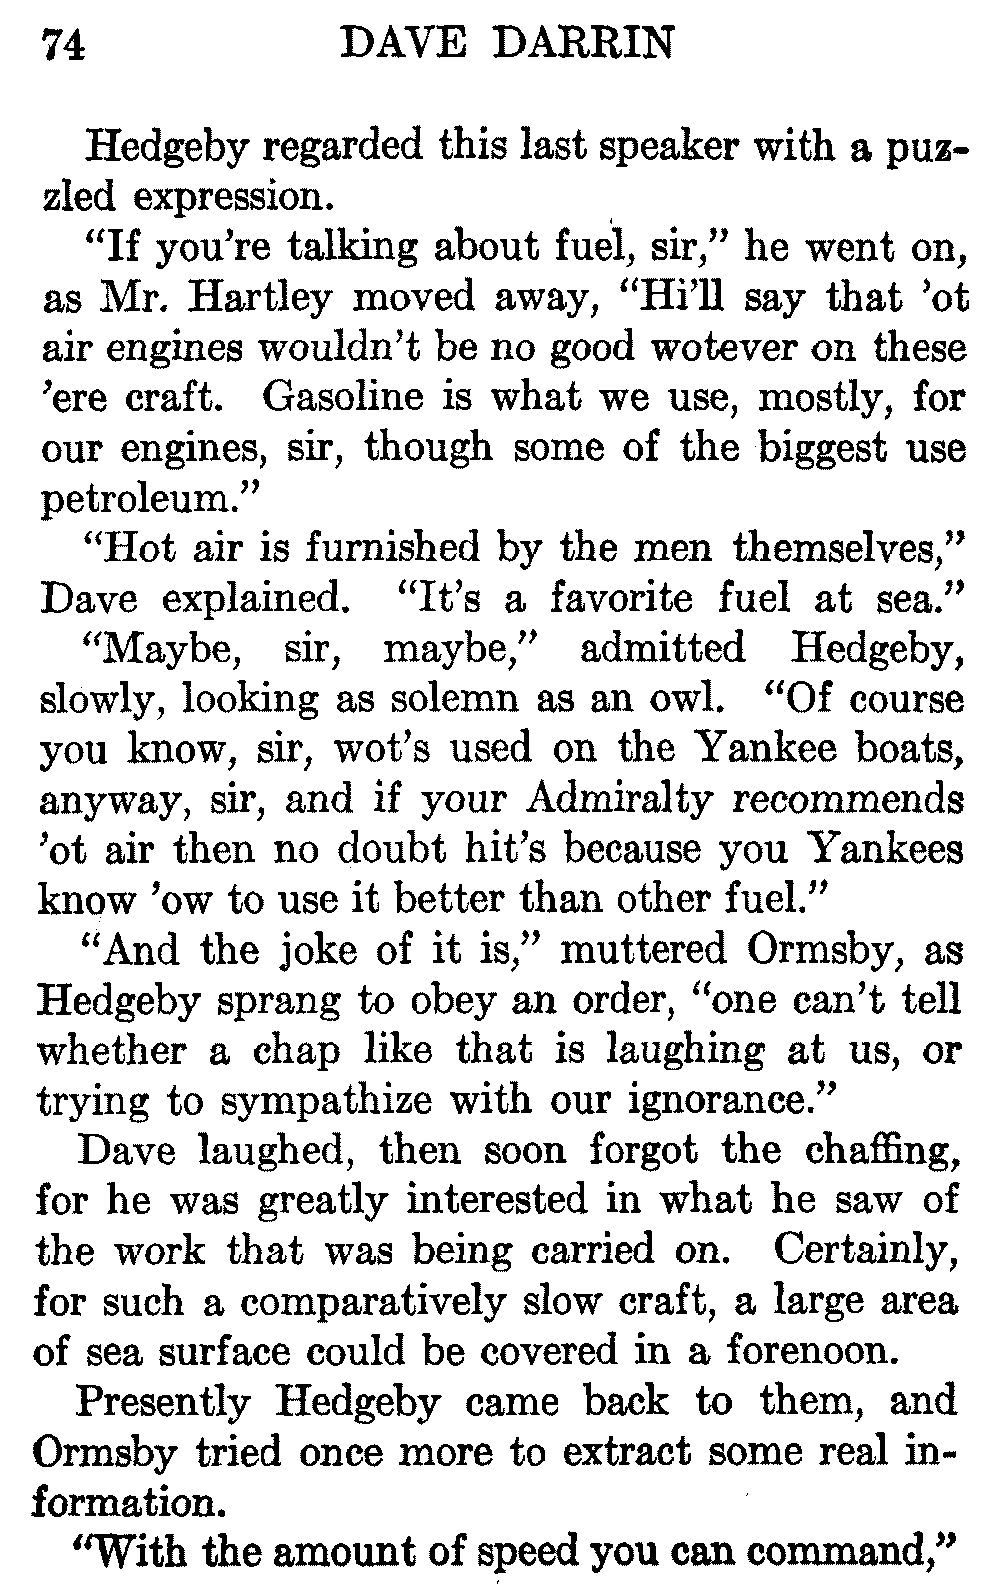 74 DAVE DARRIN
Hedgeby regarded this last speaker with a puz-
zled expression.
“If you’re talking about fuel, sir,” he went on,
as Mr. Hartley moved away, “Hi’ll say that ’ot
air engines wouldn’t be no good wotever on these
’ere craft. Gasoline is what we use, mostly, for
our engines, sir, though some of the biggest use
petroleum.”
“Hot air is furnished by the men themselves,”
Dave explained. “It’s a favorite fuel at sea.”
“Maybe, sir, maybe,” admitted Hedgeby,
slowly, looking as solemn as an owl. “Of course
you know, sir, wot’s used on the Yankee boats,
anyway, sir, and if your Admiralty recommends
’ot air then no doubt hit’s because you Yankees
know ’ow to use it better than other fuel.”
“And the joke of it is,” muttered Ormsby, as
Hedgeby sprang to obey an order, “one can’t tell
whether a chap like that is laughing at us, or
trying to sympathize with our ignorance.”
Dave laughed, then soon forgot the chaffing,
for he was greatly interested in what he saw of
the work that was being carried on. Certainly,
for such a comparatively slow craft, a large area
of sea surface could be covered in a forenoon.
Presently Hedgeby came back to them, and
Ormsby tried once more to extract some real in-
formation.
“With the amount of speed you can command,”